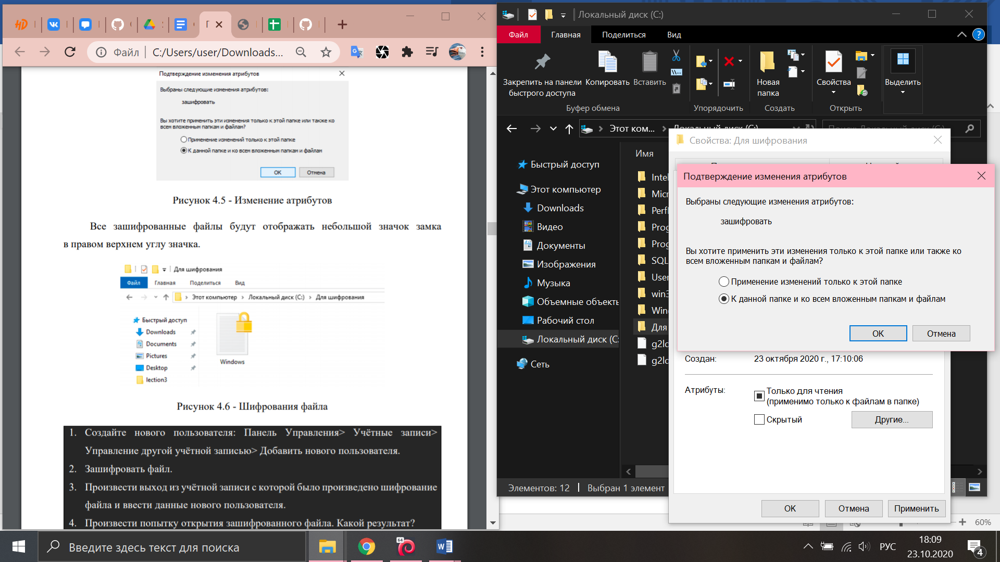 Файл
C:/Users/user/Downloads...
Подтверждение изменения атрибутов
Выбраны следующие изменения атрибутов:
зашифровать
Вы хотите применить эти изменения только к этой папке или также ко
всем вложенным папкам и файлам?
Применение изменений только к этой папке
К данной папке и ко всем вложенным папкам и файлам
ОК
Отмена
Рисунок 4.5 - Изменение атрибутов
Все зашифрованные файлы будут отображать небольшой значок замка
в правом верхнем углу значка.
Для шифрования
Файл
Главная
Поделиться
Вид
Этот компьютер
Локальный диск (C:)
Для шифрования
Быстрый доступ
Downloads
Documents
Pictures
Desktop
lection3
Windows
Рисунок 4.6 - Шифрования файла
1. Создайте нового пользователя: Панель Управления> Учётные записи>
Управление другой учётной записью> Добавить нового пользователя.
2. Зашифровать файл.
3. Произвести выход из учётной записи с которой было произведено шифрование
файла и ввести данные нового пользователя.
4. Произвести попытку открытия зашифрованного файла. Какой результат?
Локальный диск (C:)
Файл
Главная
Поделиться
Вид
Закрепить на панели
быстрого доступа
Копировать
Вставить
Новая
папка
Свойства
Выделить
Буфер обмена
Упорядочить
Создать
Открыть
Этот ком...
Локальный диск (C:)
Поиск: Локальный диск (C:)
Имя
Быстрый доступ
Этот компьютер
Downloads
Видео
Документы
Изображения
Музыка
Объемные объекты
Рабочий стол
Локальный диск (C:
Сеть
Intel
Micr
Perfl
Prog
Prog
SQL
User
win3
Wind
Для
g2ld
g2ld
Элементов: 12
Выбран 1 элемент
Свойства: Для шифрования
Подтверждение изменения атрибутов
Выбраны следующие изменения атрибутов:
зашифровать
Вы хотите применить эти изменения только к этой папке или также ко
всем вложенным папкам и файлам?
Применение изменений только к этой папке
К данной папке и ко всем вложенным папкам и файлам
ОК
Отмена
Создан:
23 октября 2020 г., 17:10:06
Атрибуты:
Только для чтения
(применимо только к файлам в папке)
Скрытый
Другие...
ОК
Отмена
Применить
60%
Введите здесь текст для поиска
64
РУС
18:09
23.10.2020
4